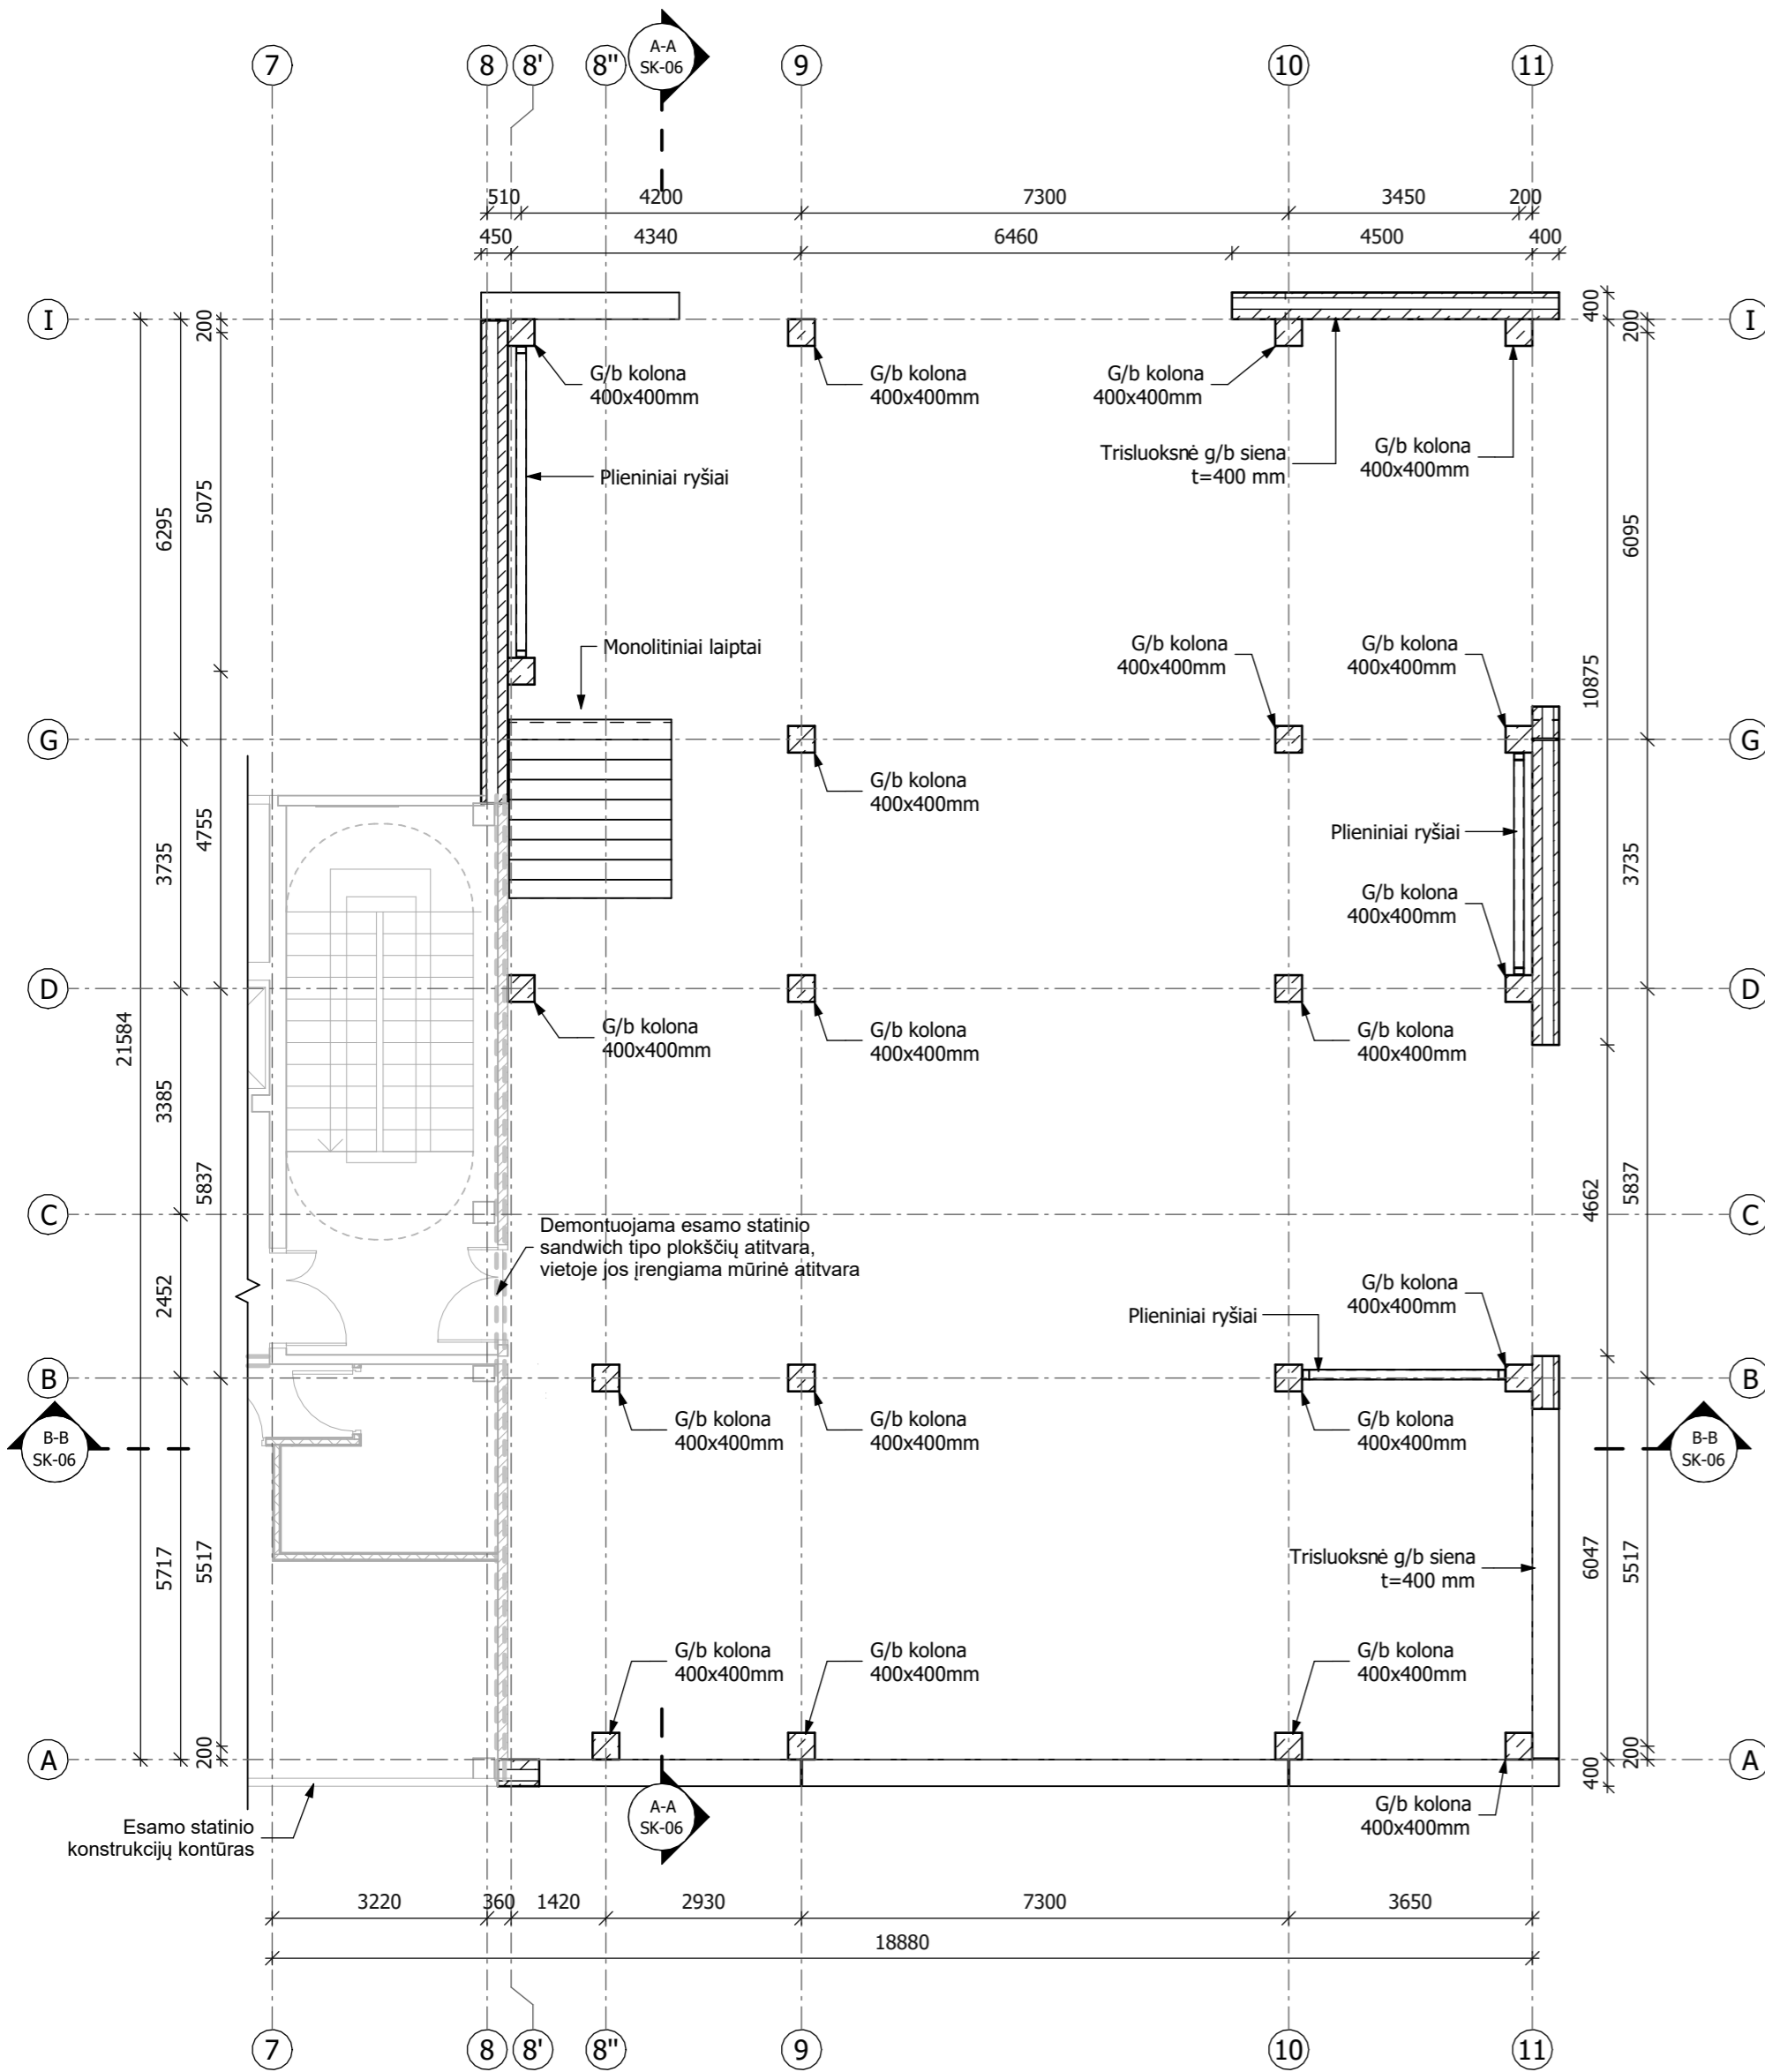 A-A
SK-06
7
8
8'
8"
9
10
11
510
4200
7300
3450
200
450
4340
6460
4500
400
I
I
200
400
200
G/b kolona
400x400mm
G/b kolona
400x400mm
G/b kolona
400x400mm
Trisluoksnė g/b siena
t=400 mm
G/b kolona
400x400mm
Plieniniai ryšiai
5075
6295
6095
Monolitiniai laiptai
G/b kolona
400x400mm
G/b kolona
400x400mm
10875
G
G
G/b kolona
400x400mm
4755
3735
Plieniniai ryšiai
3735
G/b kolona
400x400mm
D
D
21584
G/b kolona
400x400mm
G/b kolona
400x400mm
G/b kolona
400x400mm
3385
5837
4662
5837
C
C
Demontuojama esamo statinio
sandwich tipo plokščių atitvara,
vietoje jos įrengiama mūrinė atitvara
2452
Plieniniai ryšiai
G/b kolona
400x400mm
B
B
G/b kolona
400x400mm
G/b kolona
400x400mm
G/b kolona
400x400mm
B-B
SK-06
B-B
SK-06
5717
5517
Trisluoksnė g/b siena
t=400 mm
6047
5517
G/b kolona
400x400mm
G/b kolona
400x400mm
G/b kolona
400x400mm
200
200
A
A
400
A-A
SK-06
G/b kolona
400x400mm
Esamo statinio
konstrukcijų kontūras
3220
360
1420
2930
7300
3650
18880
7
8
8'
8"
9
10
11